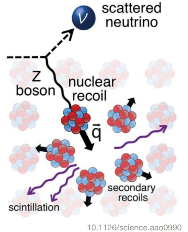 scattered
neutrino
ν
Z
boson
nuclear
recoil
q⃗
secondary
recoils
scintillation
10.1126/science.aao0990